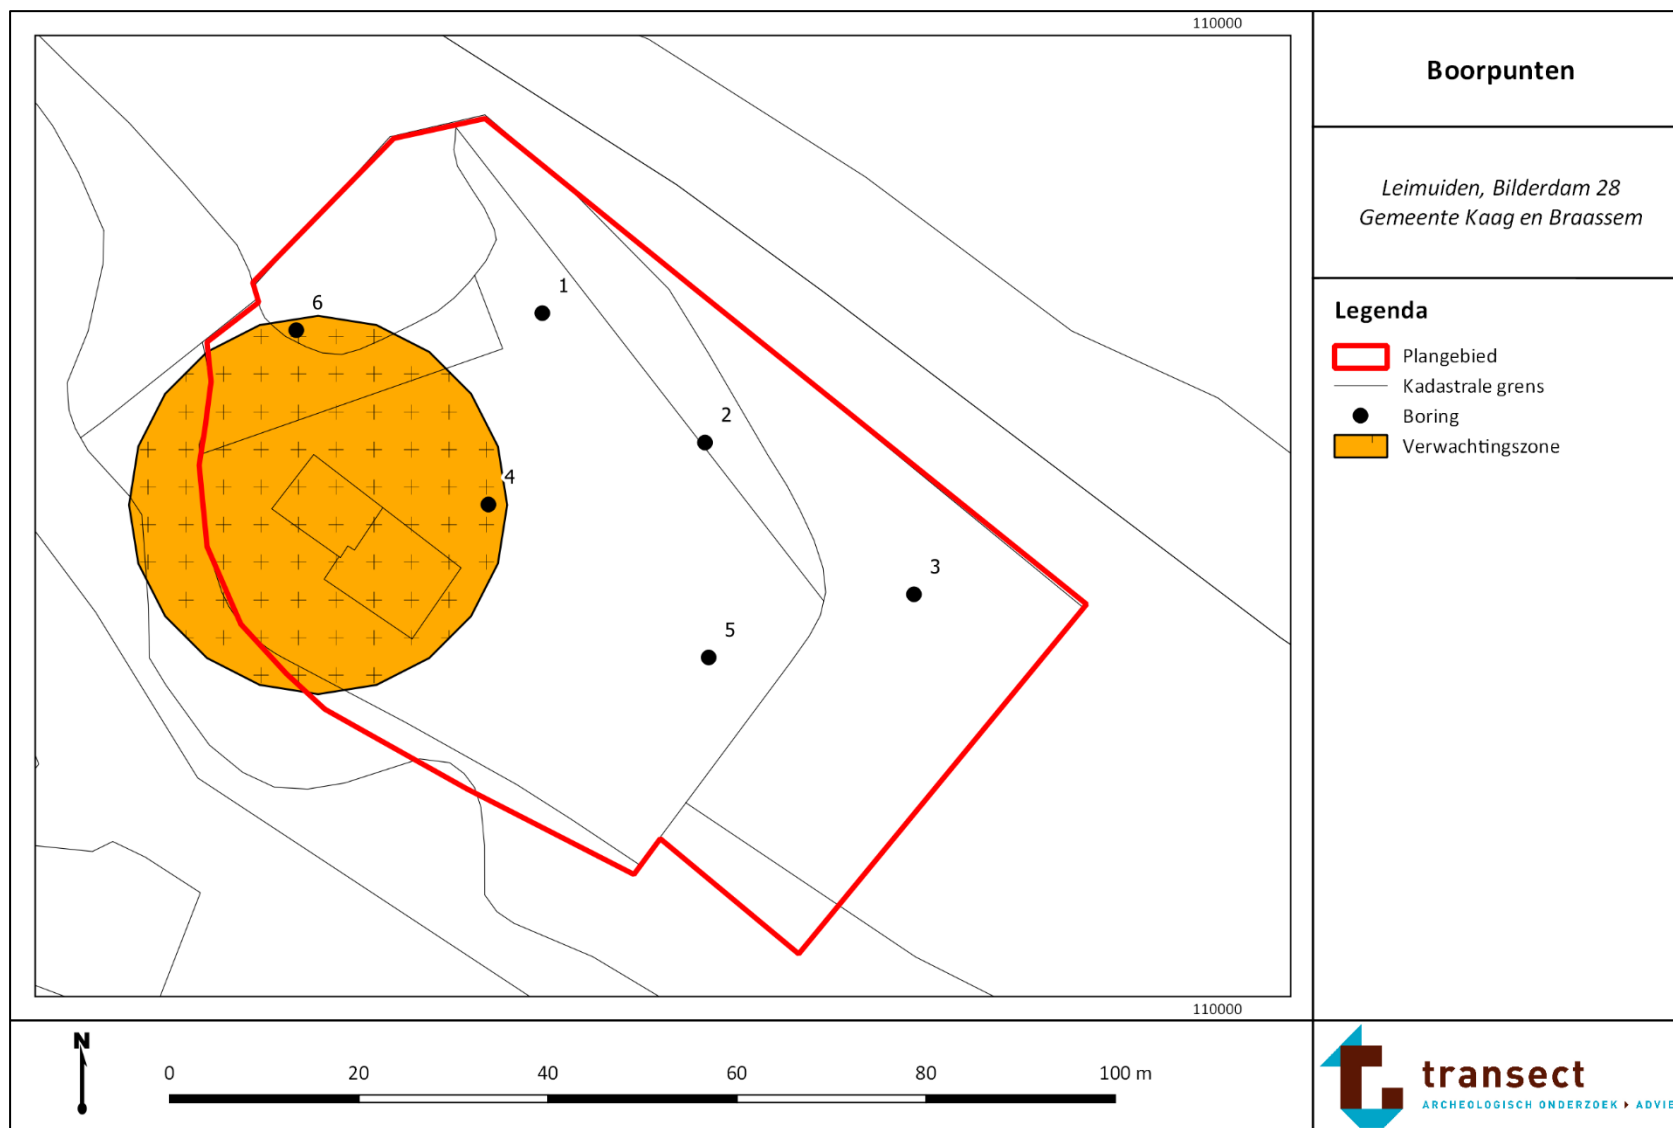 110000
Boorpunten
Leimuiden, Bilderdam 28
Gemeente Kaag en Braassem
Legenda
Plangebied
Kadastrale grens
Boring
Verwachtingszone
6
1
2
4
3
5
110000
N
0 20 40 60 80 100 m
transect
ARCHEOLOGISCH ONDERZOEK ▸ ADVIE